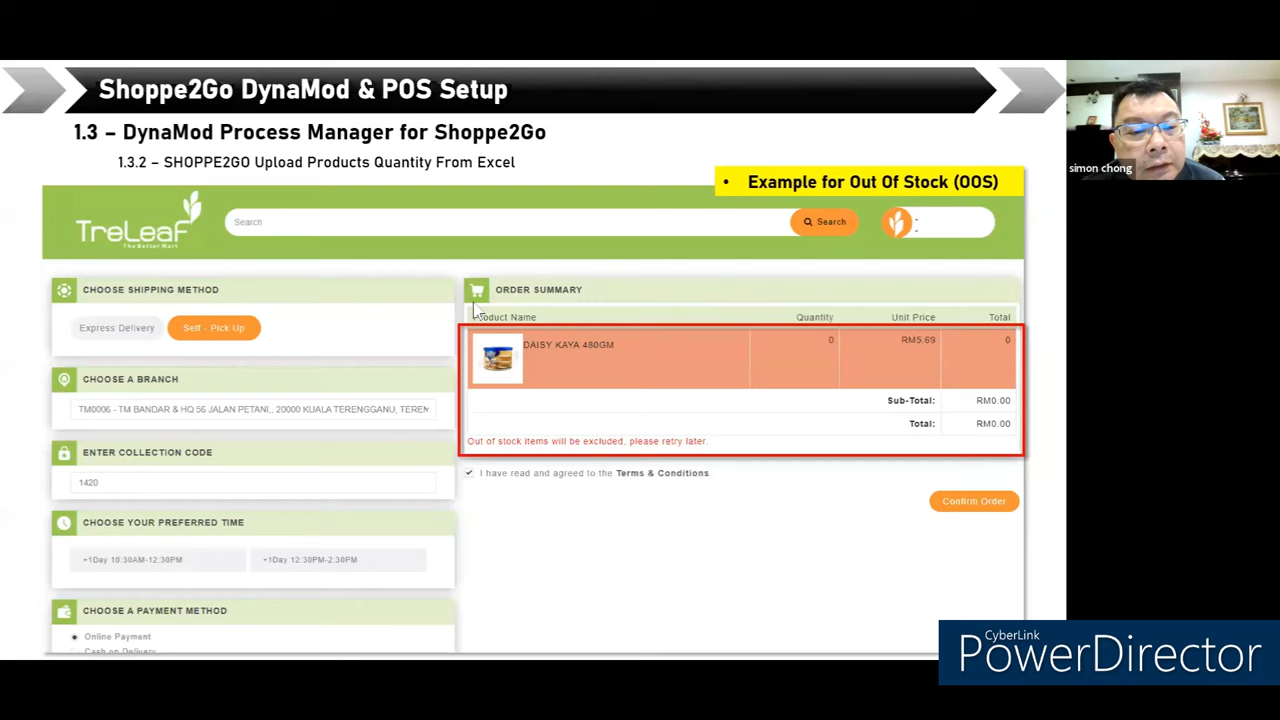 Shoppe2Go DynaMod & POS Setup
1.3 – DynaMod Process Manager for Shoppe2Go
1.3.2 – SHOPPE2GO Upload Products Quantity From Excel
• Example for Out Of Stock (OOS)
simon chong
TreLeaf
The Better Mart
Search
Search
-
-
CHOOSE SHIPPING METHOD
Express Delivery
Self - Pick Up
CHOOSE A BRANCH
TM0006 - TM BANDAR & HQ 56 JALAN PETANI,, 20000 KUALA TERENGGANU, TEREN
ENTER COLLECTION CODE
1420
CHOOSE YOUR PREFERRED TIME
+1Day 10:30AM-12:30PM
+1Day 12:30PM-2:30PM
CHOOSE A PAYMENT METHOD
Online Payment
Cash on Delivery
ORDER SUMMARY
Product Name Quantity Unit Price Total
DAISY KAYA 480GM 0 RM5.69 0
Sub-Total: RM0.00
Total: RM0.00
Out of stock items will be excluded, please retry later.
I have read and agreed to the Terms & Conditions
Confirm Order
CyberLink
PowerDirector